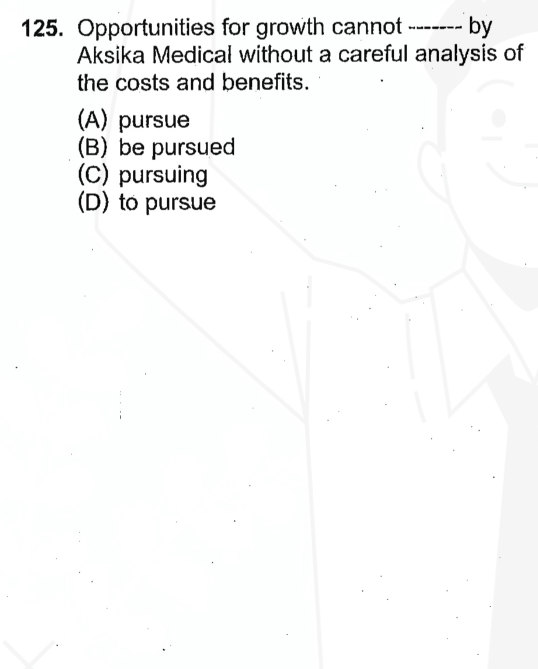 125. Opportunities for growth cannot ------- by
Aksika Medical without a careful analysis of
the costs and benefits.
(A) pursue
(B) be pursued
(C) pursuing
(D) to pursue